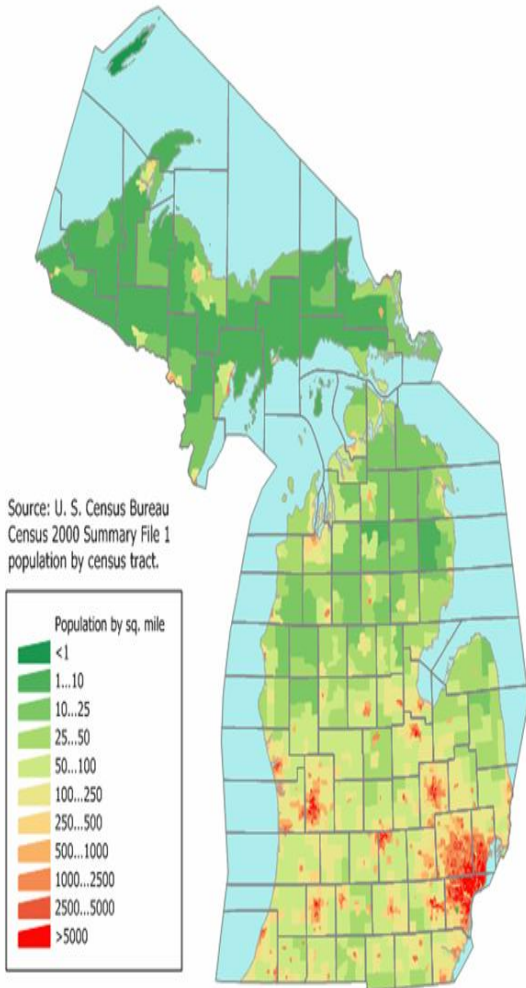 Source: U. S. Census Bureau
Census 2000 Summary File 1
population by census tract.
Population by sq. mile
<1
1...10
10...25
25...50
50...100
100...250
250...500
500...1000
1000...2500
2500...5000
>5000